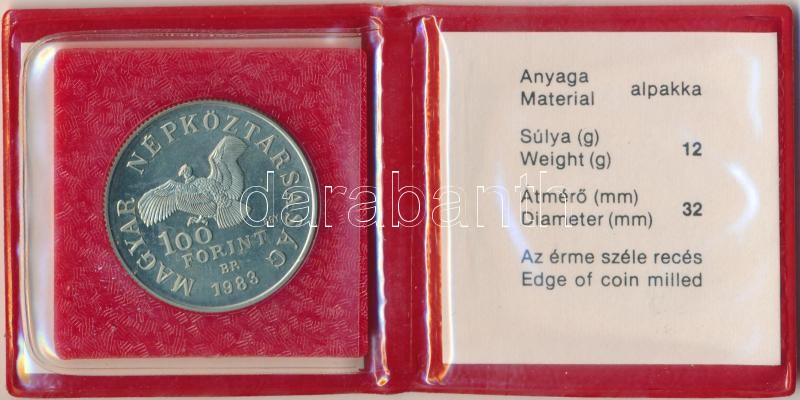 MAGYAR NÉPKÖZTÁRSASÁG
100
FORINT
BP.
1983
Anyaga
Material alpakka
Súlya (g)
Weight (g) 12
Átmérő (mm)
Diameter (mm) 32
Az érme széle recés
Edge of coin milled
darabanth